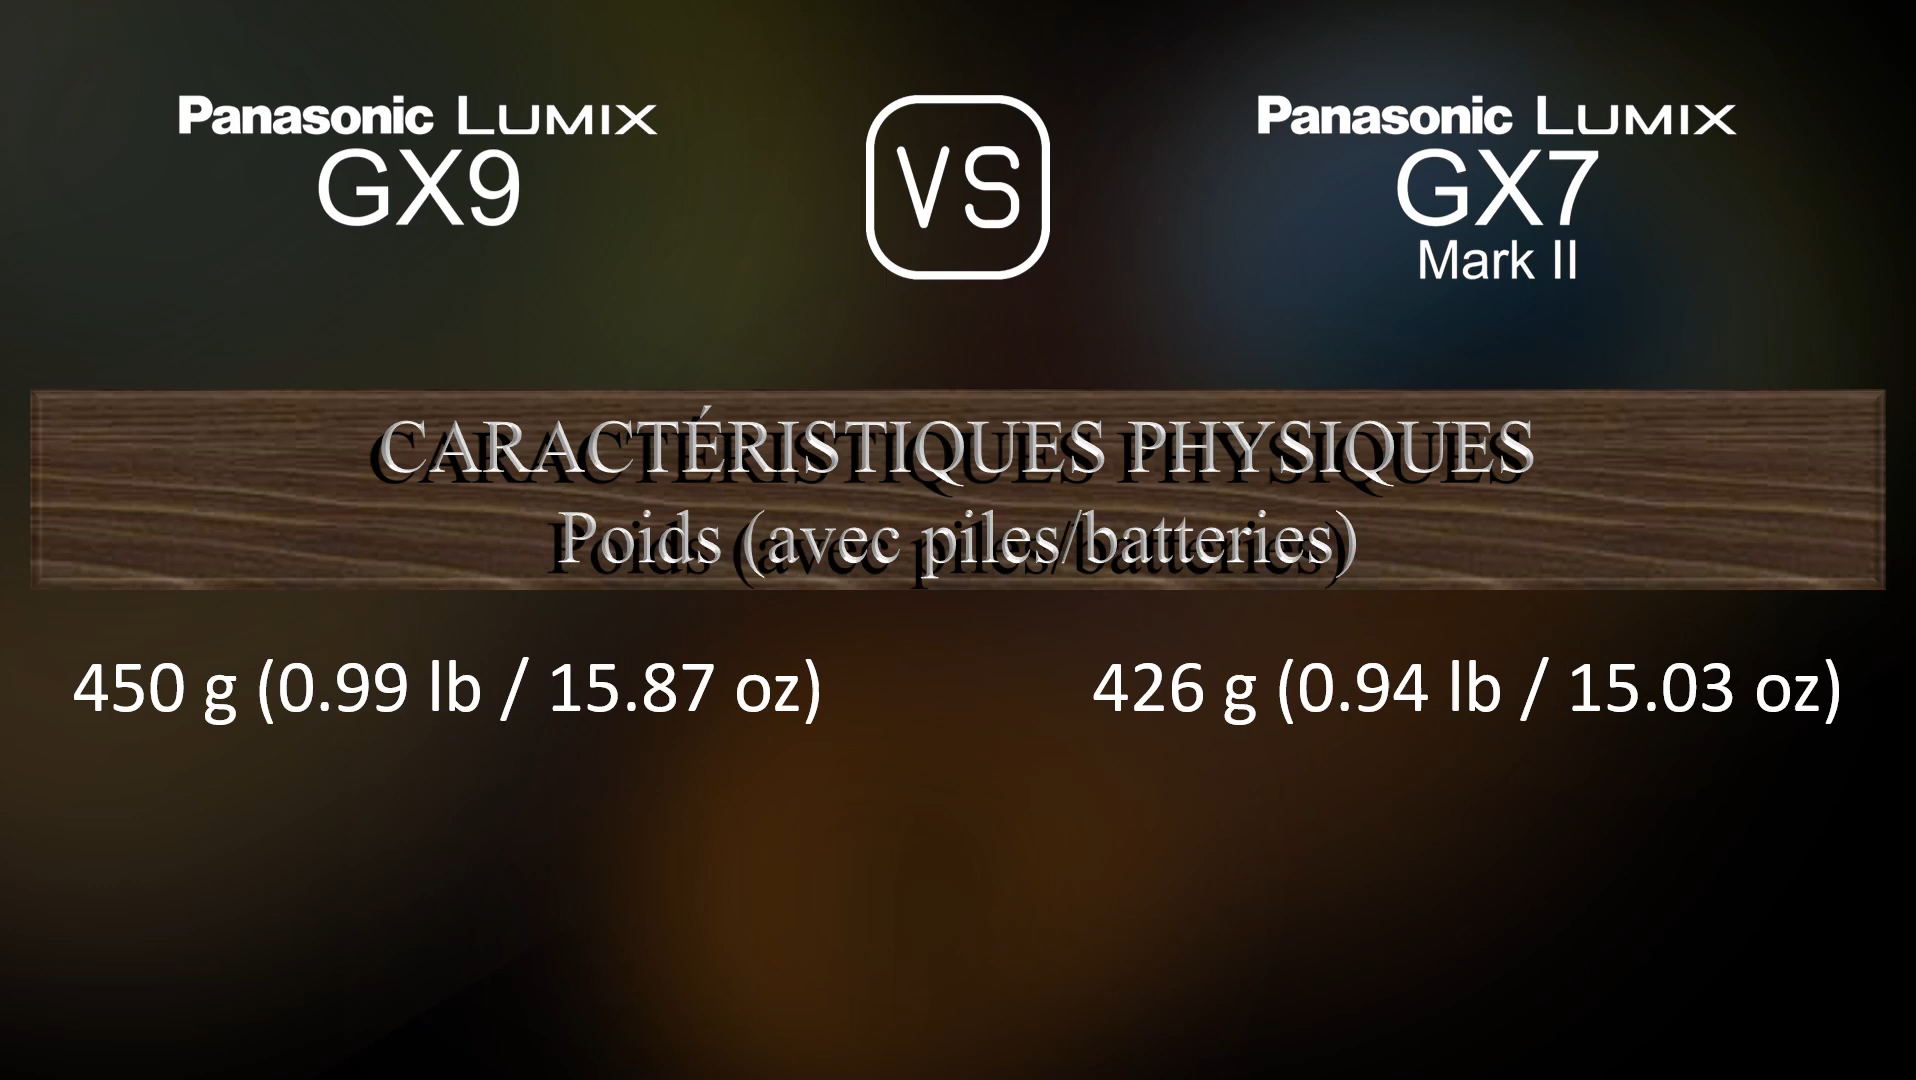 Panasonic LUMIX
GX9
VS
Panasonic LUMIX
GX7
Mark II
CARACTÉRISTIQUES PHYSIQUES
Poids (avec piles/batteries)
450 g (0.99 lb / 15.87 oz)
426 g (0.94 lb / 15.03 oz)